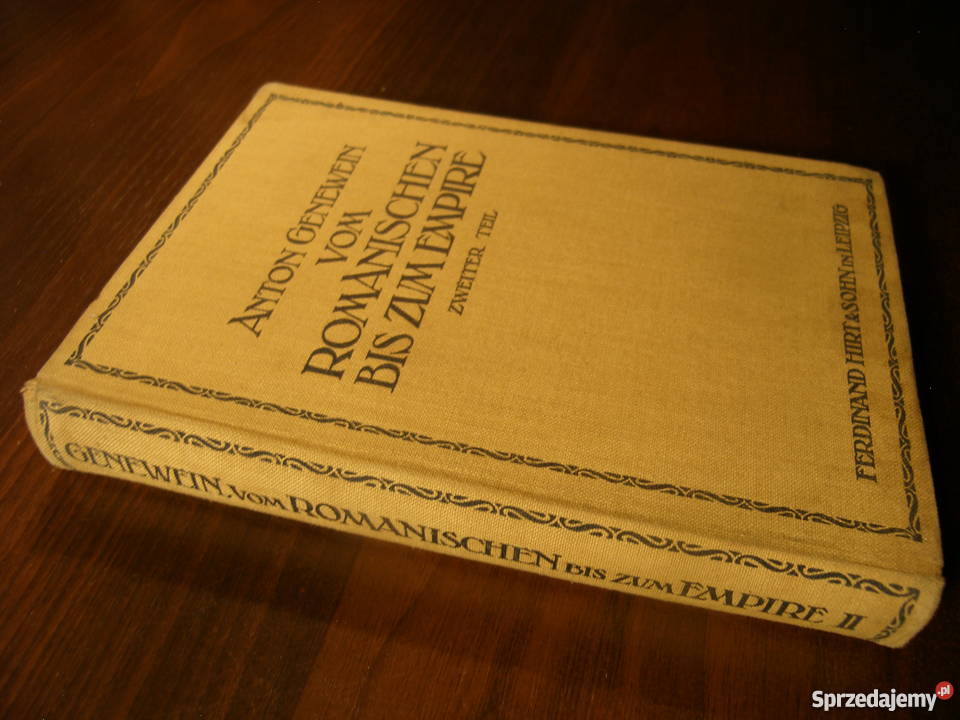 ANTON GENEWEIN
VOM
ROMANISCHEN
BIS ZUM EMPIRE
ZWEITER TEIL
FERDINAND HIRT & SOHN IN LEIPZIG
GENEWEIN, VOM ROMANISCHEN BIS ZUM EMPIRE II
Sprzedajemy.pl